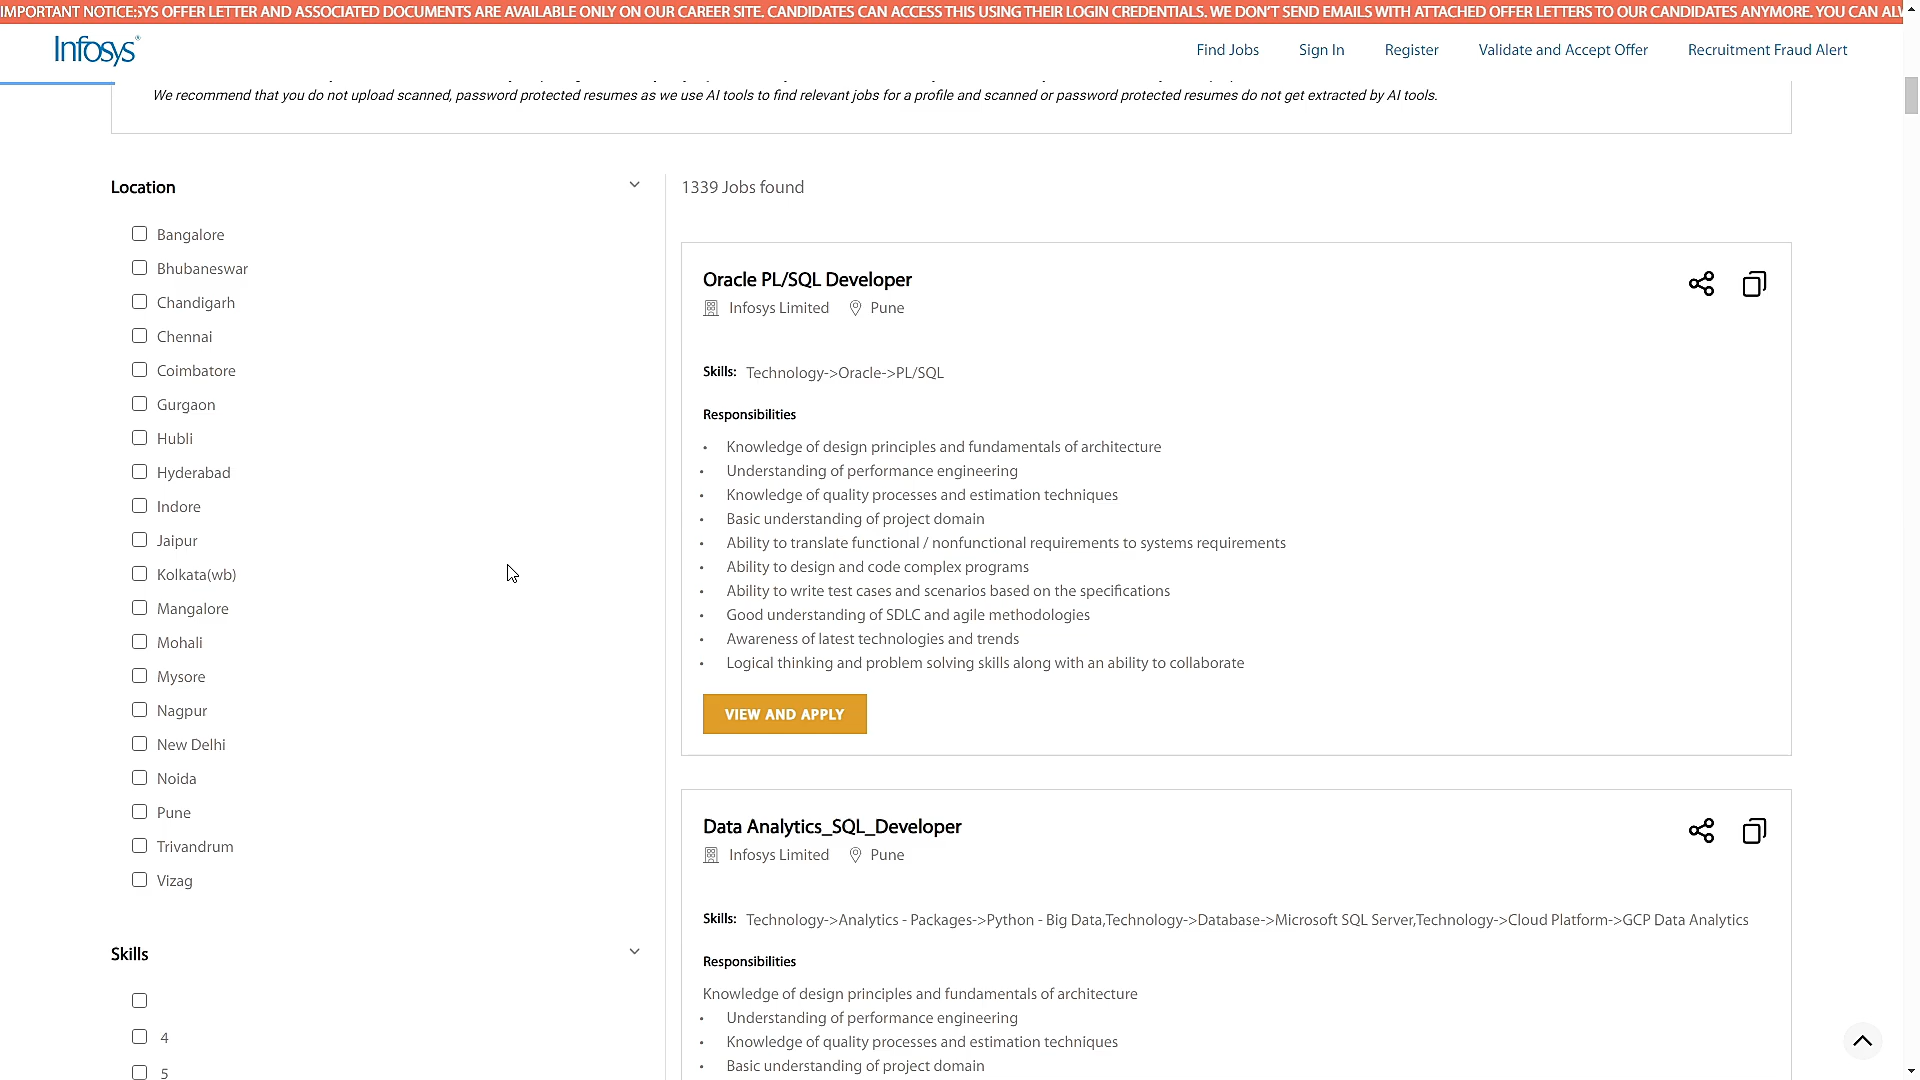 IMPORTANT NOTICE:SYS OFFER LETTER AND ASSOCIATED DOCUMENTS ARE AVAILABLE ONLY ON OUR CAREER SITE. CANDIDATES CAN ACCESS THIS USING THEIR LOGIN CREDENTIALS. WE DON'T SEND EMAILS WITH ATTACHED OFFER LETTERS TO OUR CANDIDATES ANYMORE. YOU CAN
Infosys
Find Jobs
Sign In
Register
Validate and Accept Offer
Recruitment Fraud Alert
We recommend that you do not upload scanned, password protected resumes as we use AI tools to find relevant jobs for a profile and scanned or password protected resumes do not get extracted by AI tools.
Location
Bangalore
Bhubaneswar
Chandigarh
Chennai
Coimbatore
Gurgaon
Hubli
Hyderabad
Indore
Jaipur
Kolkata(wb)
Mangalore
Mohali
Mysore
Nagpur
New Delhi
Noida
Pune
Trivandrum
Vizag
Skills
4
5
1339 Jobs found
Oracle PL/SQL Developer
Infosys Limited Pune
Skills: Technology->Oracle->PL/SQL
Responsibilities
• Knowledge of design principles and fundamentals of architecture
• Understanding of performance engineering
• Knowledge of quality processes and estimation techniques
• Basic understanding of project domain
• Ability to translate functional / nonfunctional requirements to systems requirements
• Ability to design and code complex programs
• Ability to write test cases and scenarios based on the specifications
• Good understanding of SDLC and agile methodologies
• Awareness of latest technologies and trends
• Logical thinking and problem solving skills along with an ability to collaborate
VIEW AND APPLY
Data Analytics_SQL_Developer
Infosys Limited Pune
Skills: Technology->Analytics - Packages->Python - Big Data,Technology->Database->Microsoft SQL Server,Technology->Cloud Platform->GCP Data Analytics
Responsibilities
Knowledge of design principles and fundamentals of architecture
• Understanding of performance engineering
• Knowledge of quality processes and estimation techniques
• Basic understanding of project domain